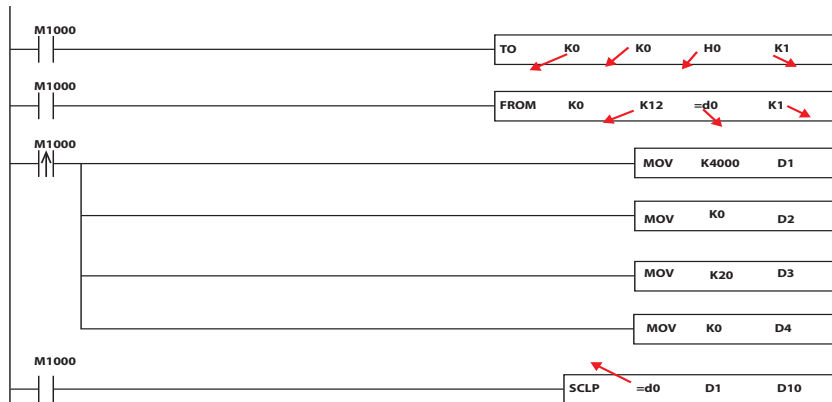 M1000
TO K0 K0 H0 K1
M1000
FROM K0 K12 =d0 K1
M1000
MOV K4000 D1
MOV K0 D2
MOV K20 D3
MOV K0 D4
M1000
SCLP =d0 D1 D10